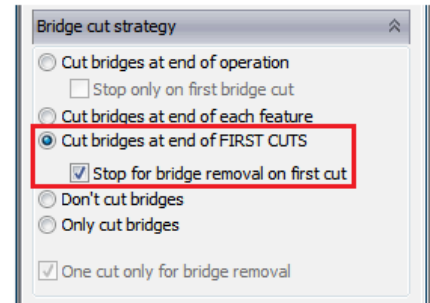 Bridge cut strategy
Cut bridges at end of operation
Stop only on first bridge cut
Cut bridges at end of each feature
Cut bridges at end of FIRST CUTS
Stop for bridge removal on first cut
Don't cut bridges
Only cut bridges
One cut only for bridge removal